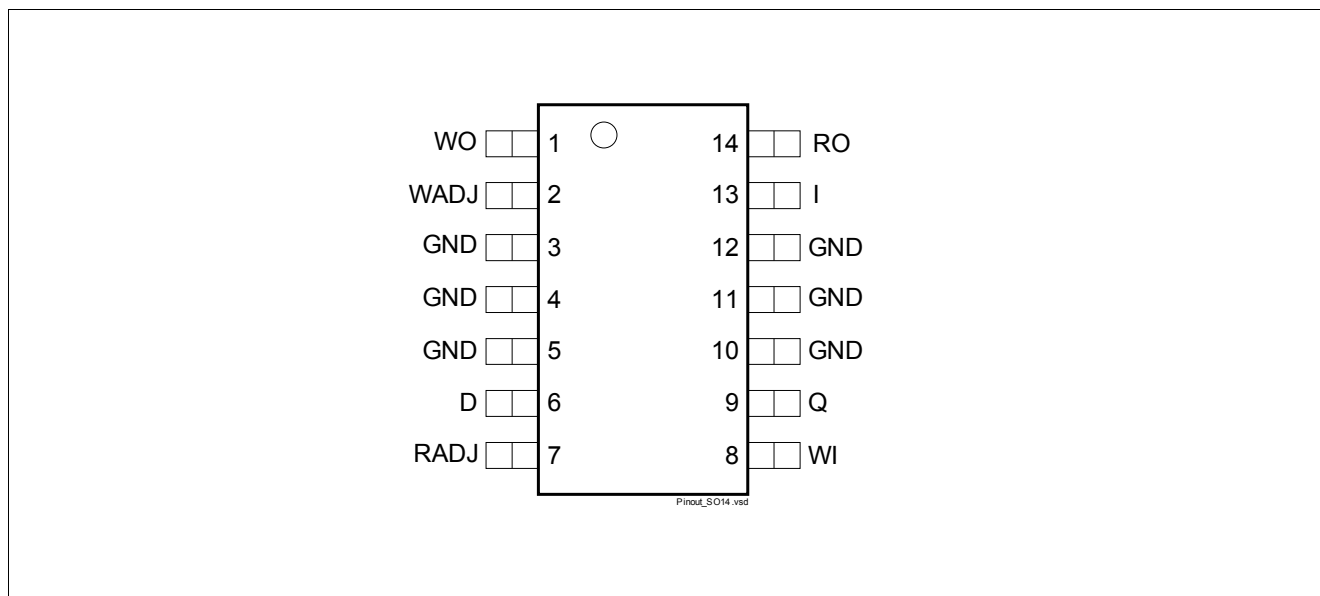 WO 1 14 RO
WADJ 2 13 I
GND 3 12 GND
GND 4 11 GND
GND 5 10 GND
D 6 9 Q
RADJ 7 8 WI
Pinout_SO14.vsd